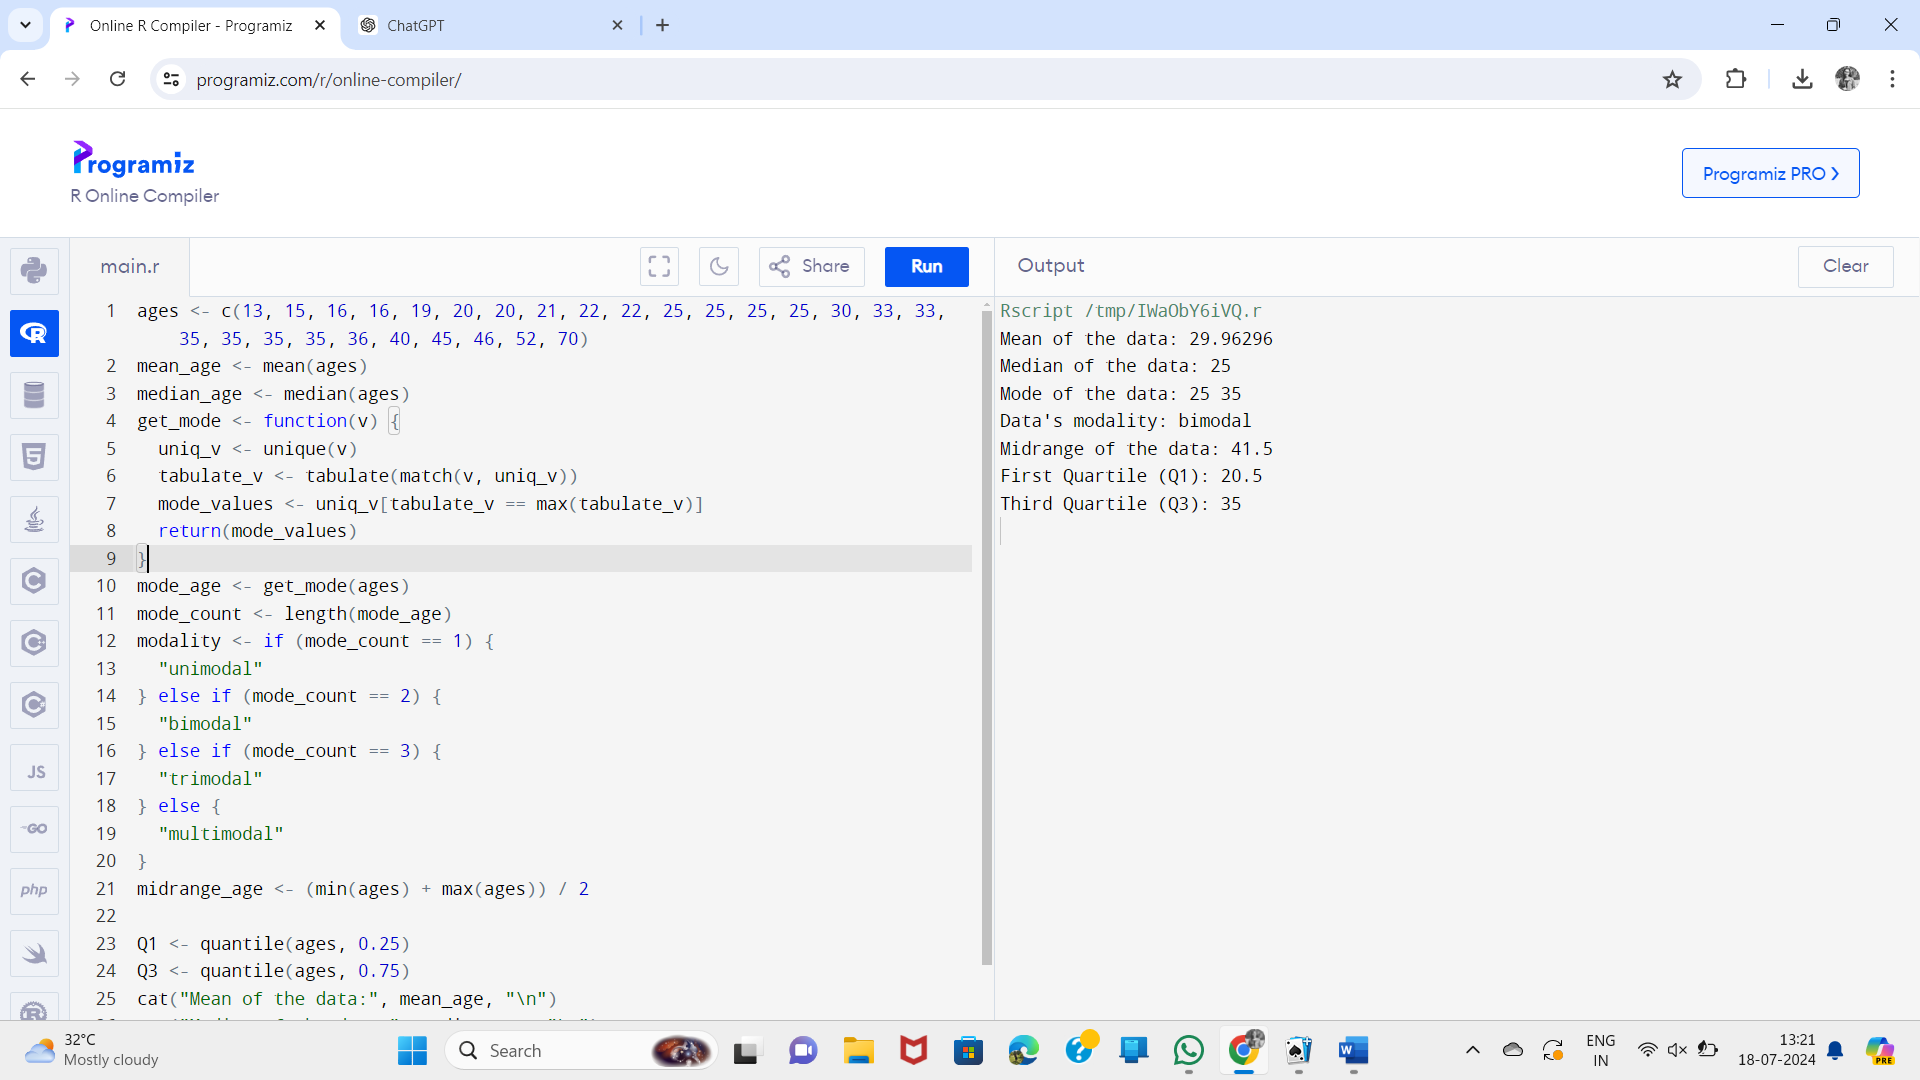 Online R Compiler - Programiz
ChatGPT
programiz.com/r/online-compiler/
Programiz
R Online Compiler
Programiz PRO
main.r
Share
Run
Output
Clear
1 ages <- c(13, 15, 16, 16, 19, 20, 20, 21, 22, 22, 25, 25, 25, 25, 30, 33, 33,
35, 35, 35, 35, 36, 40, 45, 46, 52, 70)
2 mean_age <- mean(ages)
3 median_age <- median(ages)
4 get_mode <- function(v) {
5 uniq_v <- unique(v)
6 tabulate_v <- tabulate(match(v, uniq_v))
7 mode_values <- uniq_v[tabulate_v == max(tabulate_v)]
8 return(mode_values)
9 }
10 mode_age <- get_mode(ages)
11 mode_count <- length(mode_age)
12 modality <- if (mode_count == 1) {
13 "unimodal"
14 } else if (mode_count == 2) {
15 "bimodal"
16 } else if (mode_count == 3) {
17 "trimodal"
18 } else {
19 "multimodal"
20 }
21 midrange_age <- (min(ages) + max(ages)) / 2
22
23 Q1 <- quantile(ages, 0.25)
24 Q3 <- quantile(ages, 0.75)
25 cat("Mean of the data:", mean_age, "\n")
Rscript /tmp/IWaObY6iVQ.r
Mean of the data: 29.96296
Median of the data: 25
Mode of the data: 25 35
Data's modality: bimodal
Midrange of the data: 41.5
First Quartile (Q1): 20.5
Third Quartile (Q3): 35
JS
GO
php
32°C
Mostly cloudy
Search
ENG
IN
13:21
18-07-2024
PRE